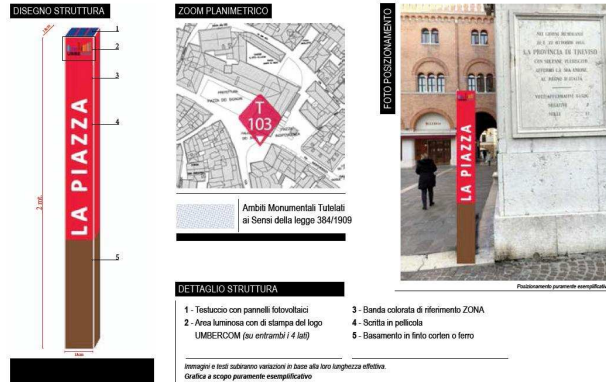 DISEGNO STRUTTURA
1
2
3
4
5
LA PIAZZA
2 mt.
ZOOM PLANIMETRICO
T
103
PREFETTURA
PIAZZA DEI SIGNORI
Ambiti Monumentali Tutelati
ai Sensi della legge 384/1909
FOTO POSIZIONAMENTO
LA PIAZZA
LA PROVINCIA DI TREVISO
Posizionamento puramente esemplificativo
DETTAGLIO STRUTTURA
1 - Testuccio con pannelli fotovoltaici
2 - Area luminosa con di stampa del logo
UMBERCOM (su entrambi i 4 lati)
3 - Banda colorata di riferimento ZONA
4 - Scritta in pellicola
5 - Basamento in finto corten o ferro
Immagini e testi subiranno variazioni in base alla loro lunghezza effettiva.
Grafica a scopo puramente esemplificativo